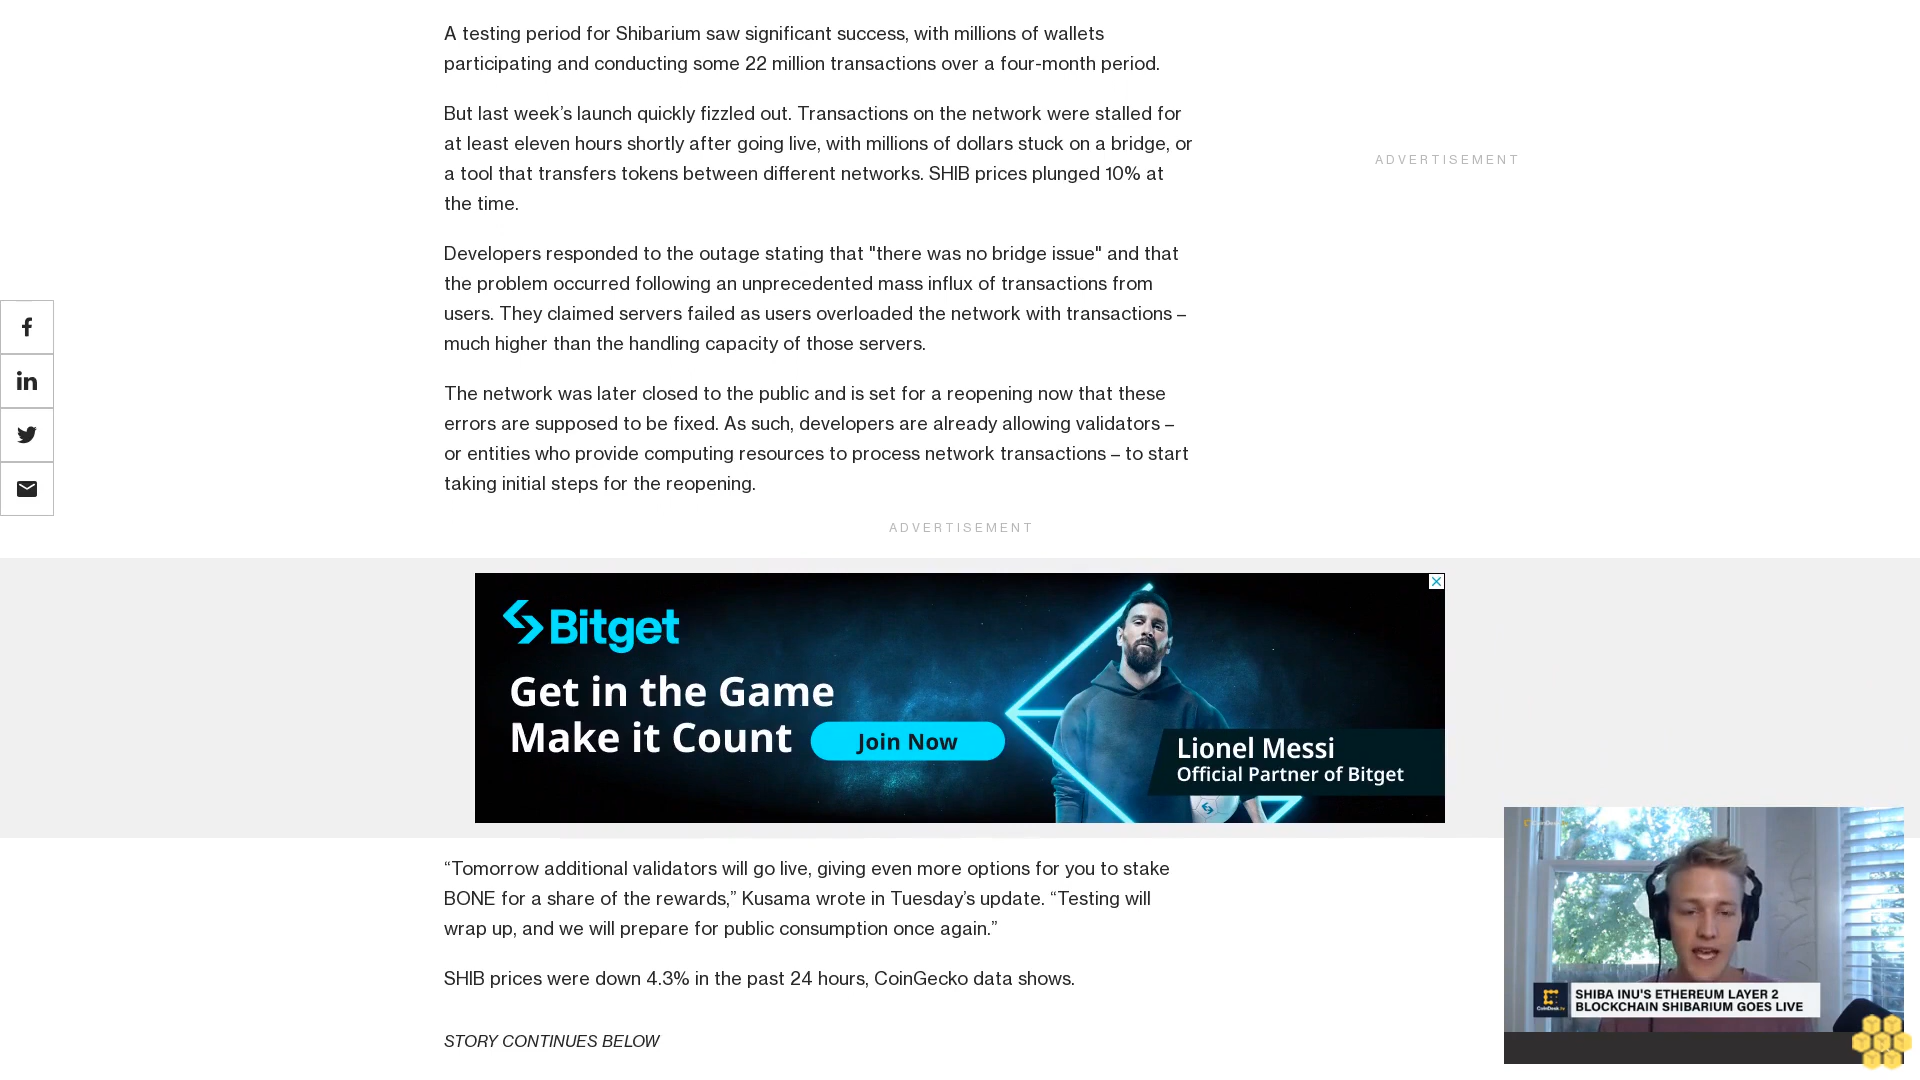 A testing period for Shibarium saw significant success, with millions of wallets
participating and conducting some 22 million transactions over a four-month period.
But last week’s launch quickly fizzled out. Transactions on the network were stalled for
at least eleven hours shortly after going live, with millions of dollars stuck on a bridge, or
a tool that transfers tokens between different networks. SHIB prices plunged 10% at
the time.
ADVERTISEMENT
Developers responded to the outage stating that "there was no bridge issue" and that
the problem occurred following an unprecedented mass influx of transactions from
users. They claimed servers failed as users overloaded the network with transactions –
much higher than the handling capacity of those servers.
The network was later closed to the public and is set for a reopening now that these
errors are supposed to be fixed. As such, developers are already allowing validators –
or entities who provide computing resources to process network transactions – to start
taking initial steps for the reopening.
ADVERTISEMENT
Bitget
Get in the Game
Make it Count
Join Now
Lionel Messi
Official Partner of Bitget
“Tomorrow additional validators will go live, giving even more options for you to stake
BONE for a share of the rewards,” Kusama wrote in Tuesday’s update. “Testing will
wrap up, and we will prepare for public consumption once again.”
SHIB prices were down 4.3% in the past 24 hours, CoinGecko data shows.
STORY CONTINUES BELOW
SHIBA INU'S ETHEREUM LAYER 2
BLOCKCHAIN SHIBARIUM GOES LIVE